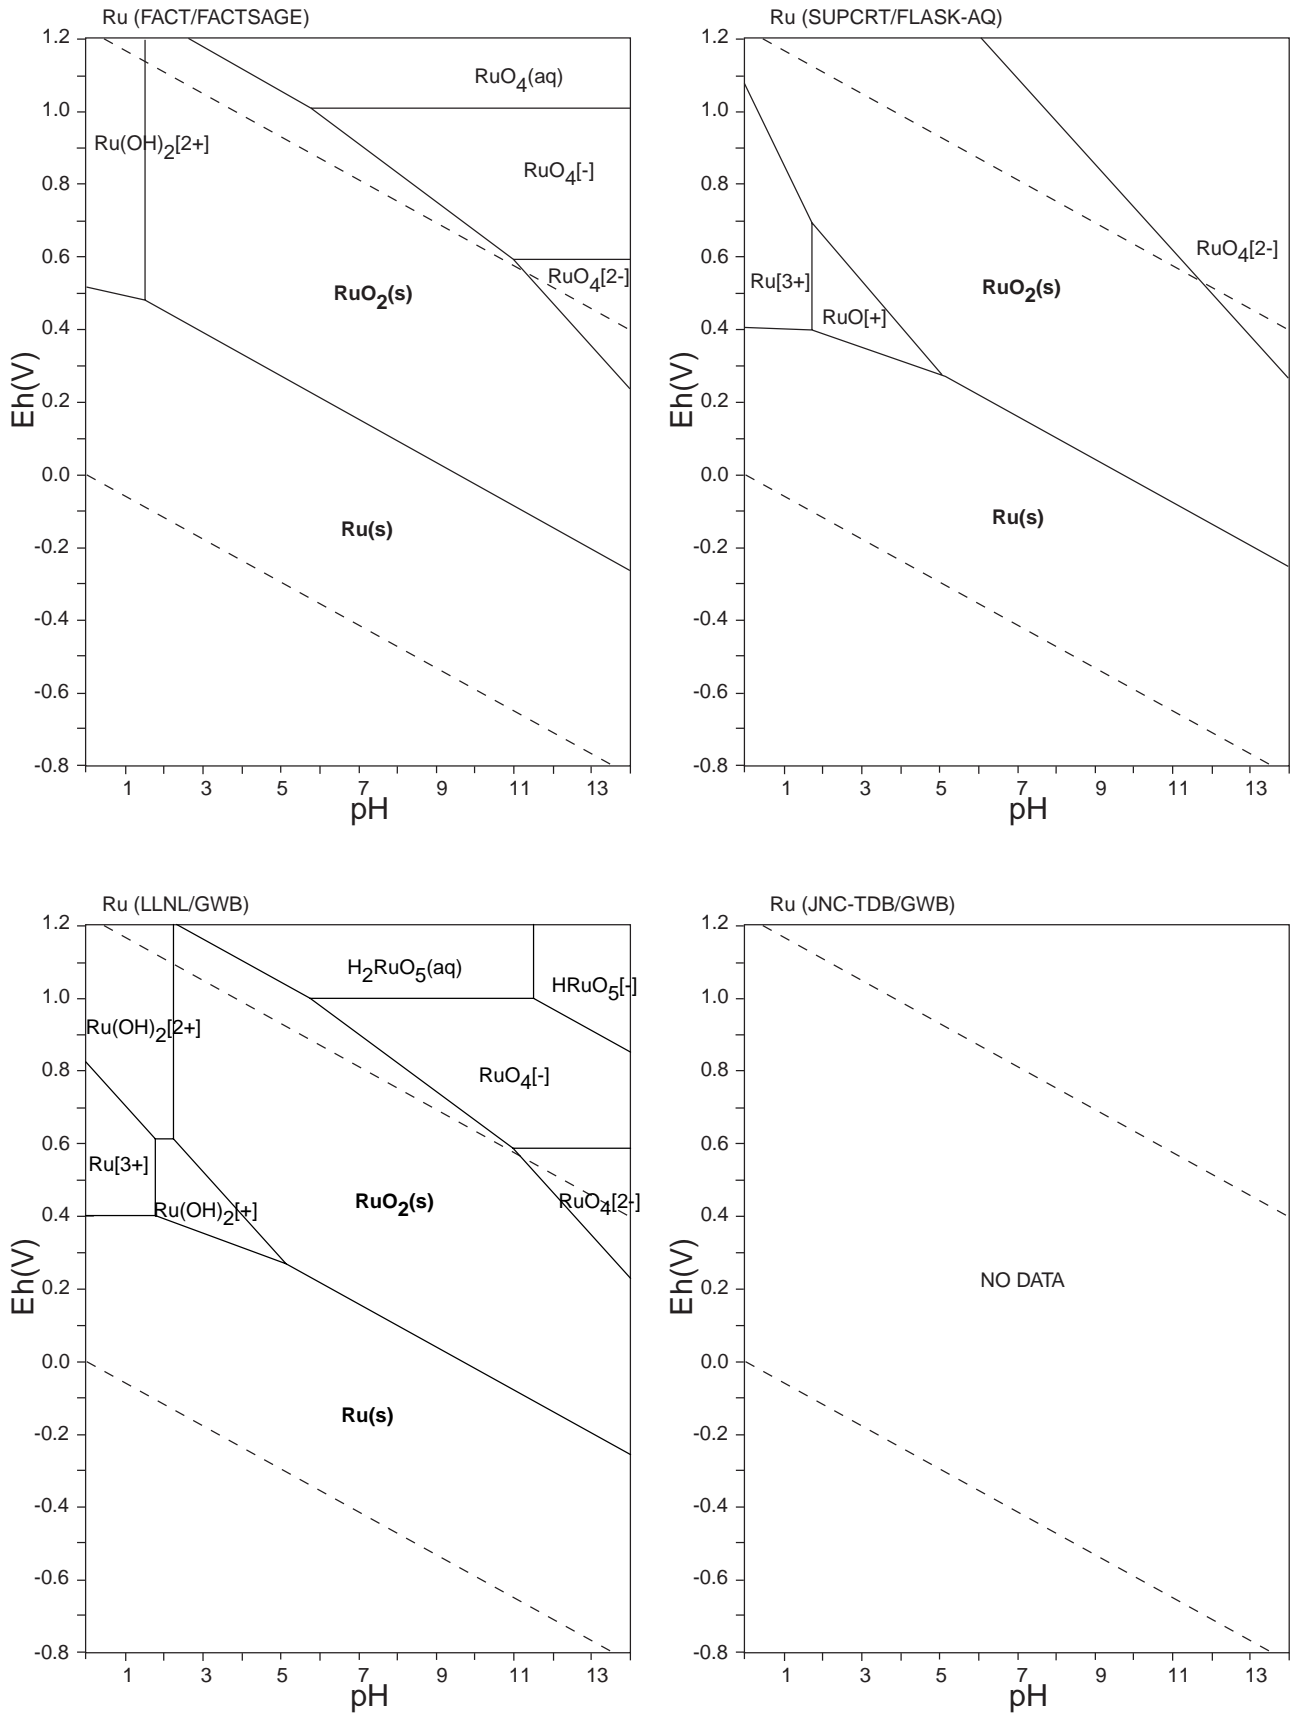 Ru (FACT/FACTSAGE)
1.2
1.0
0.8
0.6
0.4
0.2
0.0
-0.2
-0.4
-0.6
-0.8
Eh(V)
RuO4(aq)
Ru(OH)2[2+]
RuO4[-]
RuO4[2-]
RuO2(s)
Ru(s)
1 3 5 7 9 11 13
pH
Ru (SUPCRT/FLASK-AQ)
1.2
1.0
0.8
0.6
0.4
0.2
0.0
-0.2
-0.4
-0.6
-0.8
Eh(V)
RuO4[2-]
Ru[3+]
RuO2(s)
RuO[+]
Ru(s)
1 3 5 7 9 11 13
pH
Ru (LLNL/GWB)
1.2
1.0
0.8
0.6
0.4
0.2
0.0
-0.2
-0.4
-0.6
-0.8
Eh(V)
H2RuO5(aq)
HRuO5[-]
Ru(OH)2[2+]
RuO4[-]
Ru[3+]
Ru(OH)2[+]
RuO2(s)
RuO4[2-]
Ru(s)
1 3 5 7 9 11 13
pH
Ru (JNC-TDB/GWB)
1.2
1.0
0.8
0.6
0.4
0.2
0.0
-0.2
-0.4
-0.6
-0.8
Eh(V)
NO DATA
1 3 5 7 9 11 13
pH